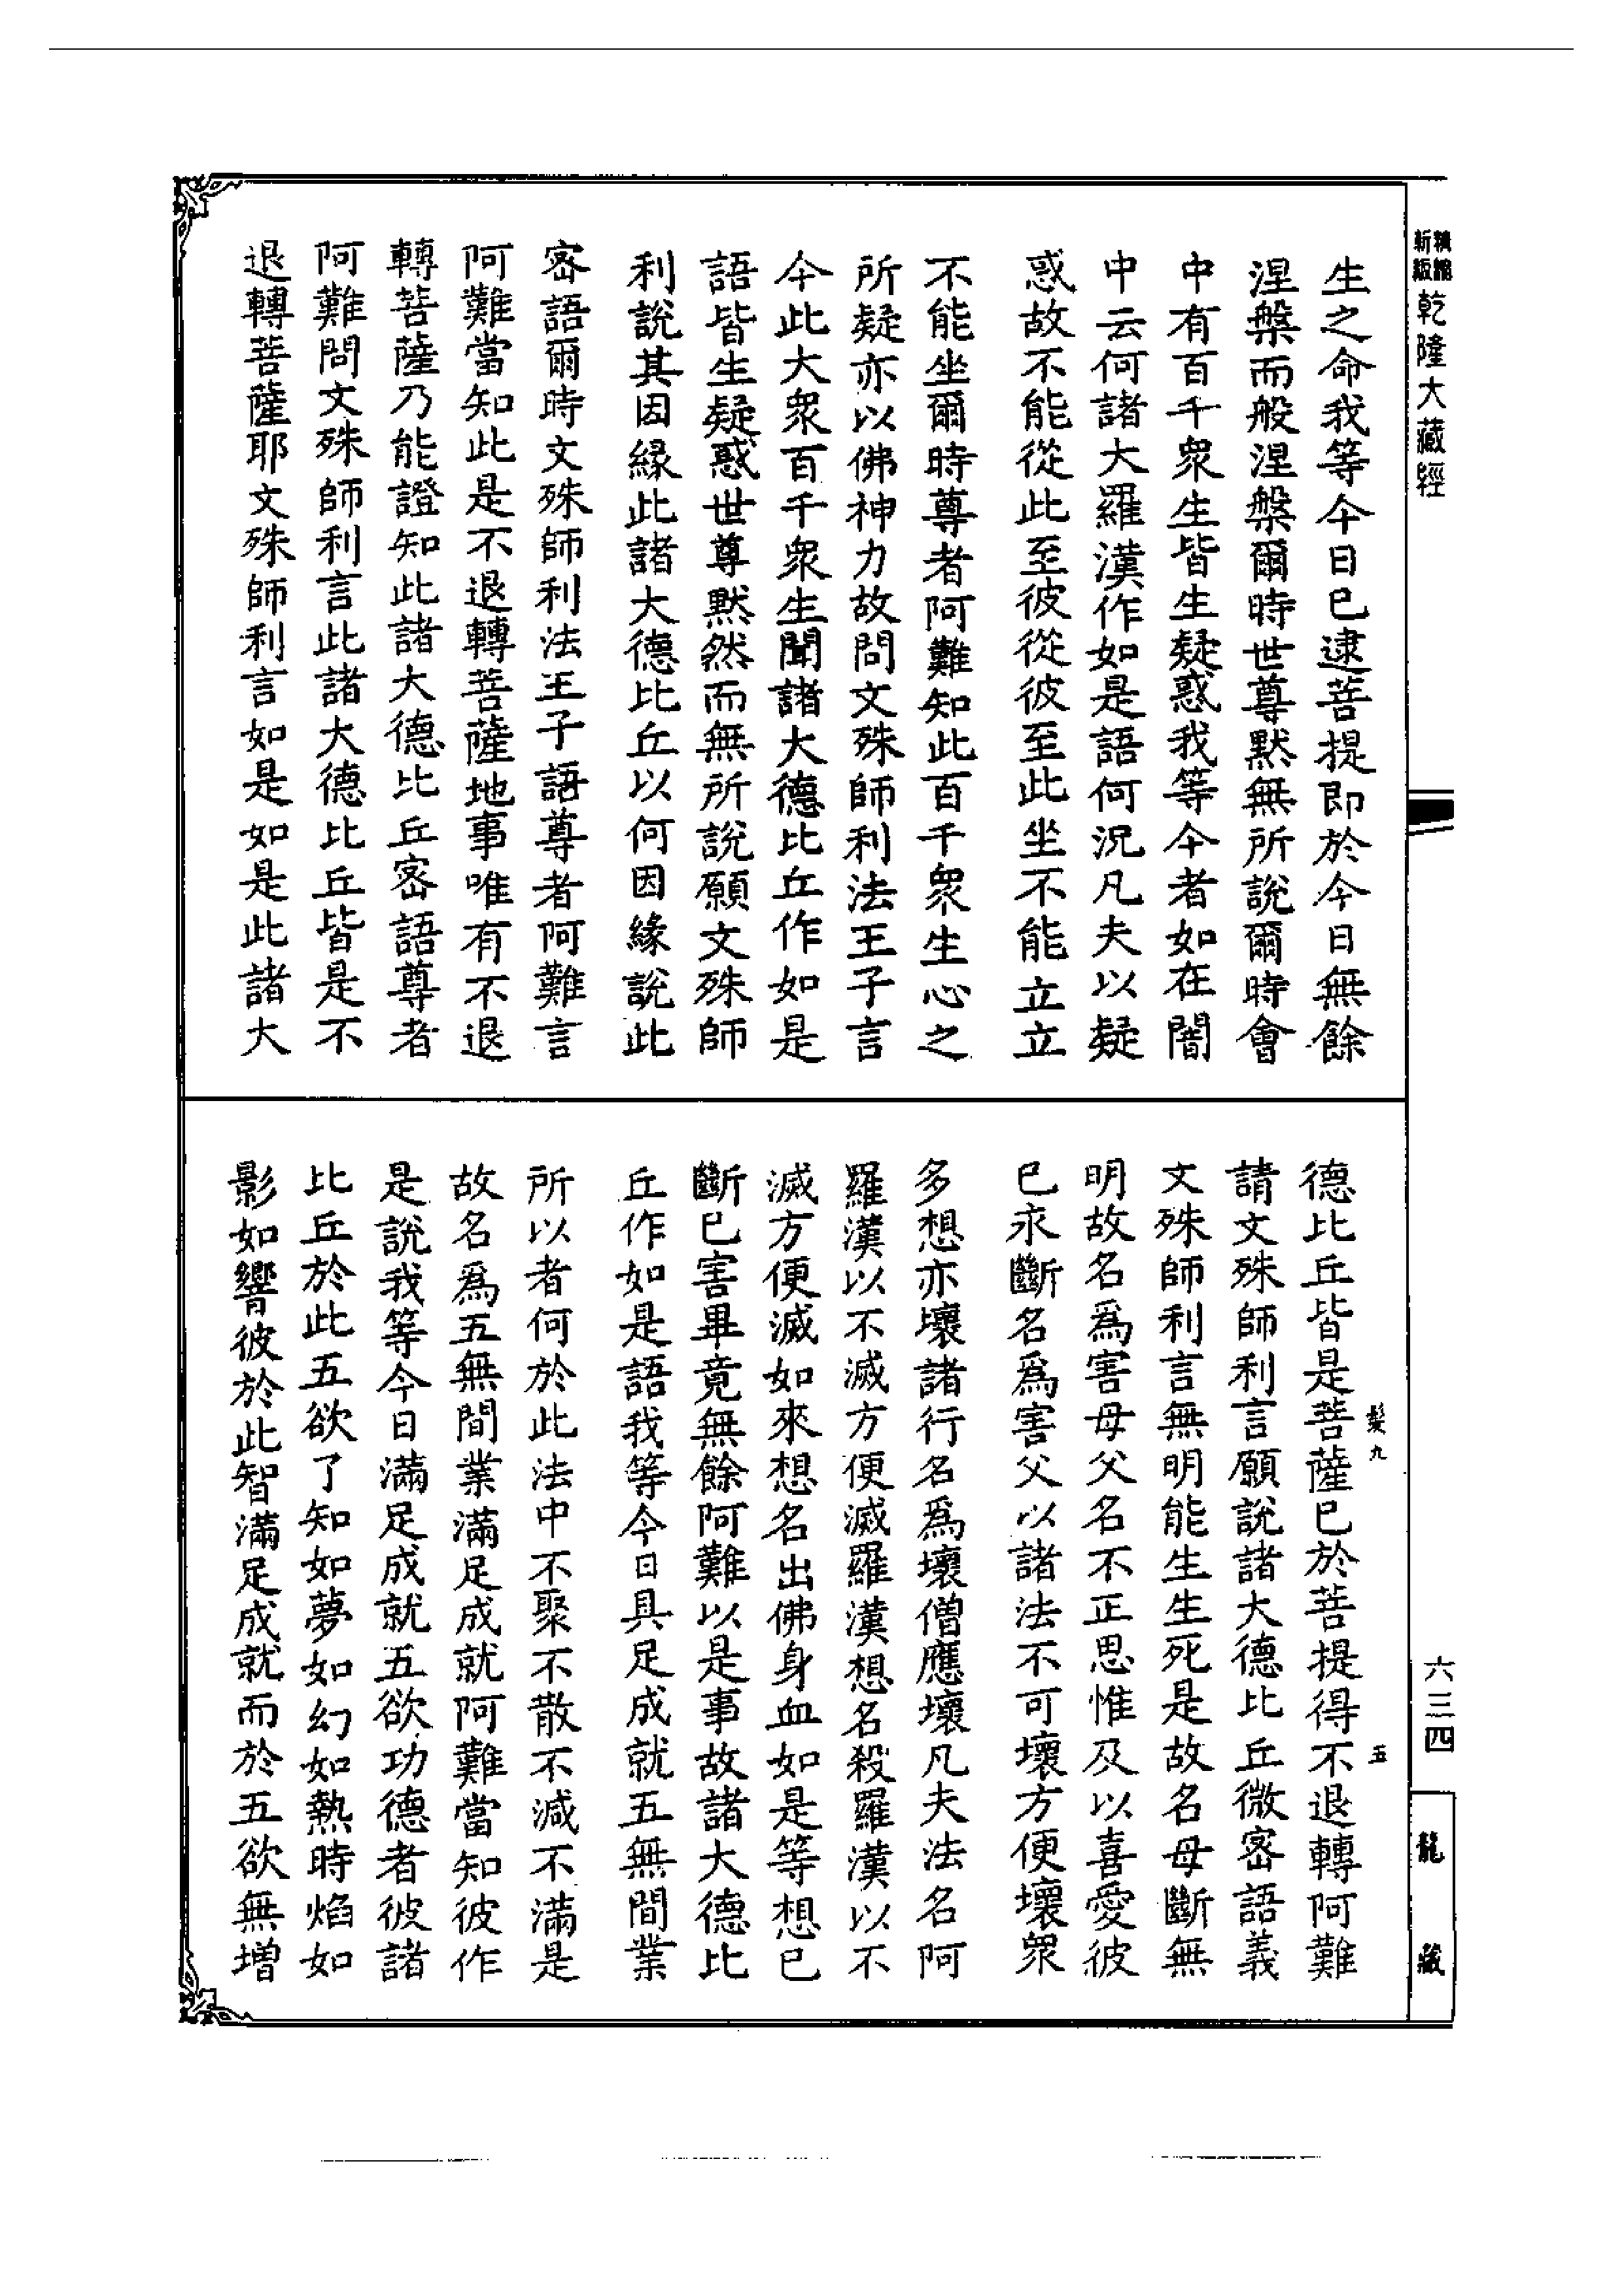 新編縮版乾隆大藏經
生之命我等今日已逮菩提即於今日無餘
涅槃而般涅槃爾時世尊默無所說爾時會
中有百千衆生皆生疑惑我等今者如在闇
中云何諸大羅漢作如是語何況凡夫以疑
惑故不能從此至彼從彼至此坐不能立立
不能坐爾時尊者阿難知此百千衆生心之
所疑亦以佛神力故問文殊師利法王子言
今此大衆百千衆生聞諸大德比丘作如是
語皆生疑惑世尊默然而無所說願文殊師
利說其因緣此諸大德比丘以何因緣說此
密語爾時文殊師利法王子語尊者阿難言
阿難當知此是不退轉菩薩地事唯有不退
轉菩薩乃能證知此諸大德比丘密語尊者
阿難問文殊師利言此諸大德比丘皆是不
退轉菩薩耶文殊師利言如是如是此諸大
髮九
五
德比丘皆是菩薩已於菩提得不退轉阿難
請文殊師利言願說諸大德比丘微密語義
文殊師利言無明能生生死是故名母斷無
明故名爲害母父名不正思惟及以喜愛彼
已永斷名爲害父以諸法不可壞方便壞衆
多想亦壞諸行名爲壞僧應壞凡夫法名阿
羅漢以不滅方便滅羅漢想名殺羅漢以不
滅方便滅如來想名出佛身血如是等想已
斷已害畢竟無餘阿難以是事故諸大德比
丘作如是語我等今日具足成就五無間業
所以者何於此法中不聚不散不減不滿是
故名爲五無間業滿足成就阿難當知彼作
是說我等今日滿足成就五欲功德者彼諸
比丘於此五欲了知如夢如幻如熱時焰如
影如響彼於此智滿足成就而於五欲無增
六三四
龍藏